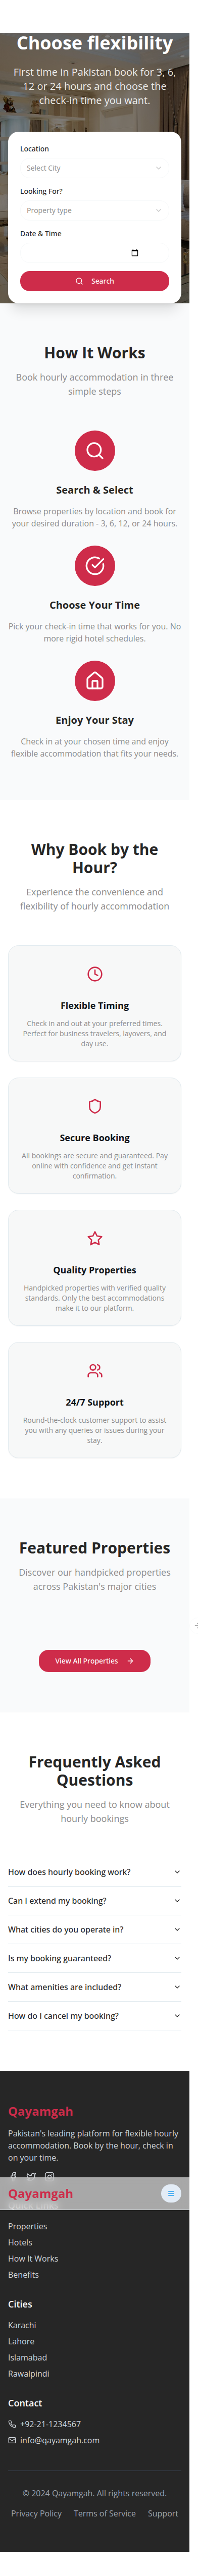 Choose flexibility
First time in Pakistan book for 3, 6,
12 or 24 hours and choose the
check-in time you want.
Location
Select City
Looking For?
Property type
Date & Time
Search
How It Works
Book hourly accommodation in three
simple steps
Search & Select
Browse properties by location and book for
your desired duration - 3, 6, 12, or 24 hours.
Choose Your Time
Pick your check-in time that works for you. No
more rigid hotel schedules.
Enjoy Your Stay
Check in at your chosen time and enjoy
flexible accommodation that fits your needs.
Why Book by the
Hour?
Experience the convenience and
flexibility of hourly accommodation
Flexible Timing
Check in and out at your preferred times.
Perfect for business travelers, layovers, and
day use.
Secure Booking
All bookings are secure and guaranteed. Pay
online with confidence and get instant
confirmation.
Quality Properties
Handpicked properties with verified quality
standards. Only the best accommodations
make it to our platform.
24/7 Support
Round-the-clock customer support to assist
you with any queries or issues during your
stay.
Featured Properties
Discover our handpicked properties
across Pakistan's major cities
View All Properties
Frequently Asked
Questions
Everything you need to know about
hourly bookings
How does hourly booking work?
Can I extend my booking?
What cities do you operate in?
Is my booking guaranteed?
What amenities are included?
How do I cancel my booking?
Qayamgah
Pakistan's leading platform for flexible hourly
accommodation. Book by the hour, check in
on your time.
Qayamgah
Properties
Hotels
How It Works
Benefits
Cities
Karachi
Lahore
Islamabad
Rawalpindi
Contact
+92-21-1234567
info@qayamgah.com
© 2024 Qayamgah. All rights reserved.
Privacy Policy Terms of Service Support